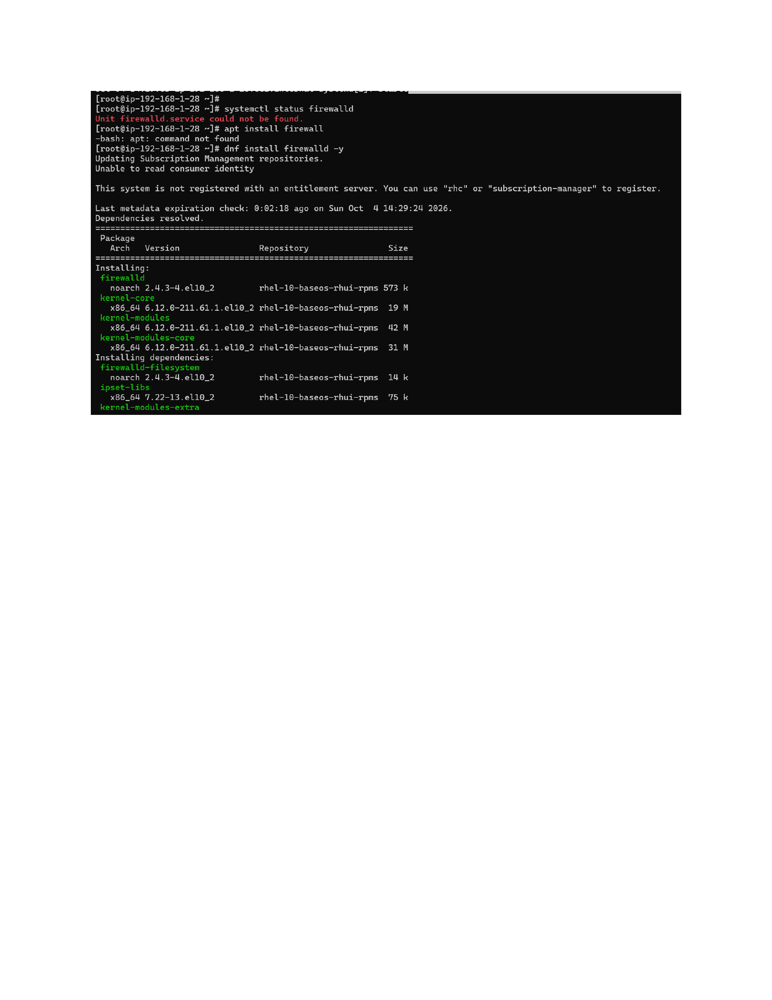 [root@ip-192-168-1-28 ~]#
[root@ip-192-168-1-28 ~]# systemctl status firewalld
Unit firewalld.service could not be found.
[root@ip-192-168-1-28 ~]# apt install firewall
-bash: apt: command not found
[root@ip-192-168-1-28 ~]# dnf install firewalld -y
Updating Subscription Management repositories.
Unable to read consumer identity

This system is not registered with an entitlement server. You can use "rhc" or "subscription-manager" to register.

Last metadata expiration check: 0:02:18 ago on Sun Oct  4 14:29:24 2026.
Dependencies resolved.
================================================================
 Package
   Arch   Version                Repository                Size
================================================================
Installing:
 firewalld
   noarch 2.4.3-4.el10_2         rhel-10-baseos-rhui-rpms 573 k
 kernel-core
   x86_64 6.12.0-211.61.1.el10_2 rhel-10-baseos-rhui-rpms  19 M
 kernel-modules
   x86_64 6.12.0-211.61.1.el10_2 rhel-10-baseos-rhui-rpms  42 M
 kernel-modules-core
   x86_64 6.12.0-211.61.1.el10_2 rhel-10-baseos-rhui-rpms  31 M
Installing dependencies:
 firewalld-filesystem
   noarch 2.4.3-4.el10_2         rhel-10-baseos-rhui-rpms  14 k
 ipset-libs
   x86_64 7.22-13.el10_2         rhel-10-baseos-rhui-rpms  75 k
 kernel-modules-extra